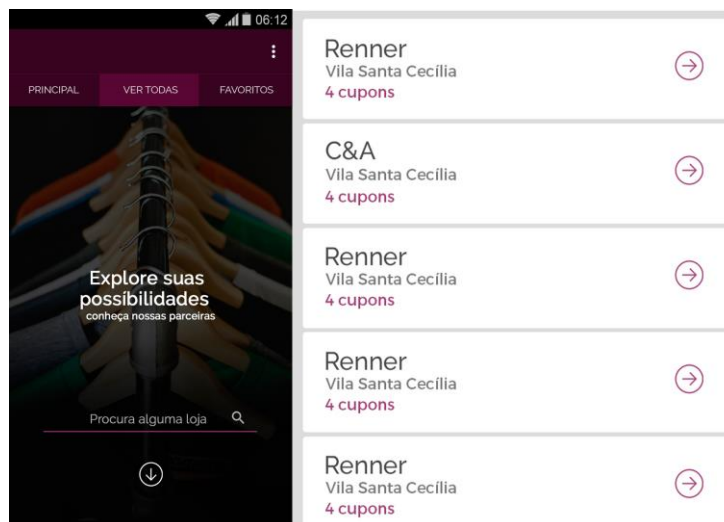 06:12
PRINCIPAL
VER TODAS
FAVORITOS
Explore suas
possíbilidades
conheça nossas parceiras
Procura alguma loja
Renner
Vila Santa Cecília
4 cupons
C&A
Vila Santa Cecília
4 cupons
Renner
Vila Santa Cecília
4 cupons
Renner
Vila Santa Cecília
4 cupons
Renner
Vila Santa Cecília
4 cupons